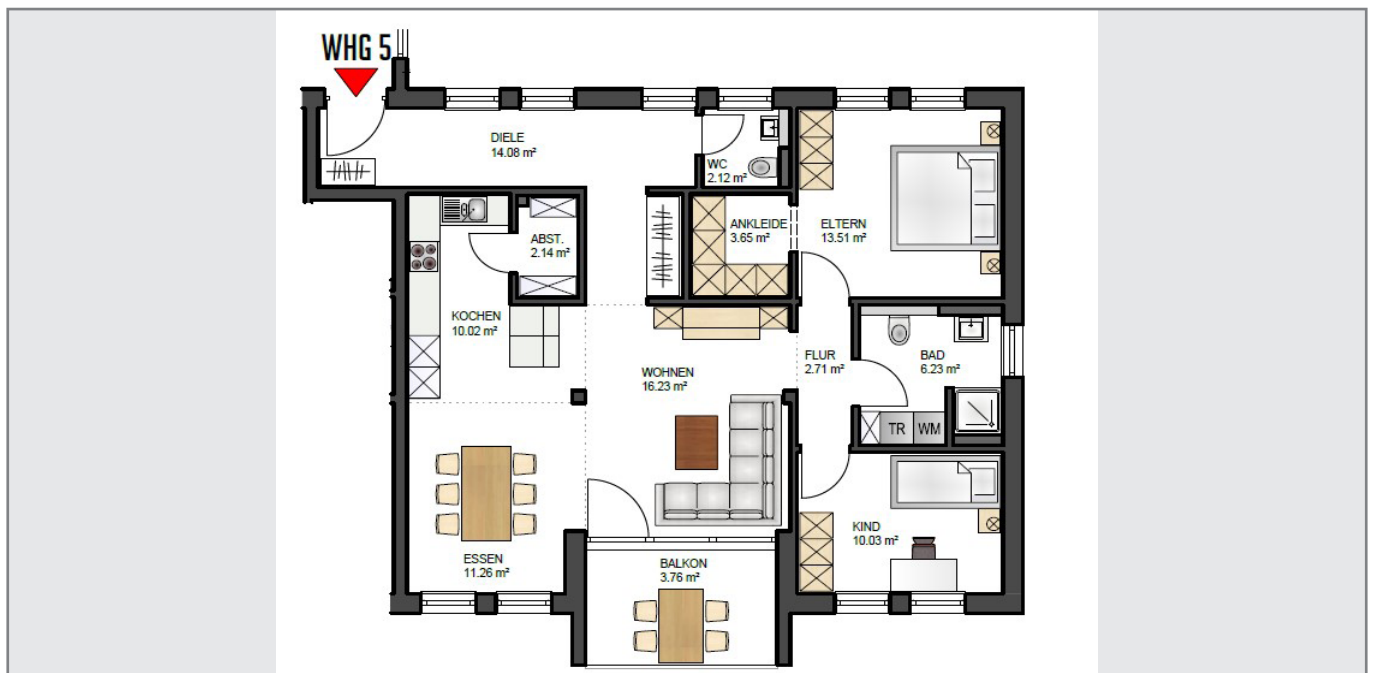 WHG 5
DIELE
14.08 m²
WC
2.12 m²
ANKLEIDE
3.65 m²
ELTERN
13.51 m²
ABST.
2.14 m²
KOCHEN
10.02 m²
WOHNEN
16.23 m²
FLUR
2.71 m²
BAD
6.23 m²
TR
WM
KIND
10.03 m²
ESSEN
11.26 m²
BALKON
3.76 m²